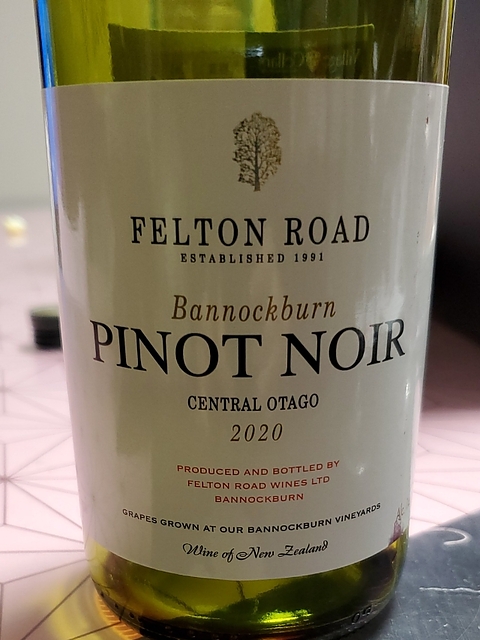 FELTON ROAD
ESTABLISHED 1991
Bannockburn
PINOT NOIR
CENTRAL OTAGO
2020
PRODUCED AND BOTTLED BY
FELTON ROAD WINES LTD
BANNOCKBURN
GRAPES GROWN AT OUR BANNOCKBURN VINEYARDS
Wine of New Zealand